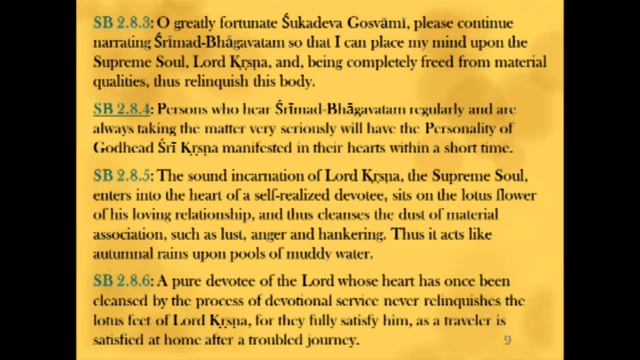 SB 2.8.3: O greatly fortunate Śukadeva Gosvāmī, please continue
narrating Śrīmad-Bhāgavatam so that I can place my mind upon the
Supreme Soul, Lord Kṛṣṇa, and, being completely freed from material
qualities, thus relinquish this body.
SB 2.8.4: Persons who hear Śrīmad-Bhāgavatam regularly and are
always taking the matter very seriously will have the Personality of
Godhead Śrī Kṛṣṇa manifested in their hearts within a short time.
SB 2.8.5: The sound incarnation of Lord Kṛṣṇa, the Supreme Soul,
enters into the heart of a self-realized devotee, sits on the lotus flower
of his loving relationship, and thus cleanses the dust of material
association, such as lust, anger and hankering. Thus it acts like
autumnal rains upon pools of muddy water.
SB 2.8.6: A pure devotee of the Lord whose heart has once been
cleansed by the process of devotional service never relinquishes the
lotus feet of Lord Kṛṣṇa, for they fully satisfy him, as a traveler is
satisfied at home after a troubled journey.
9